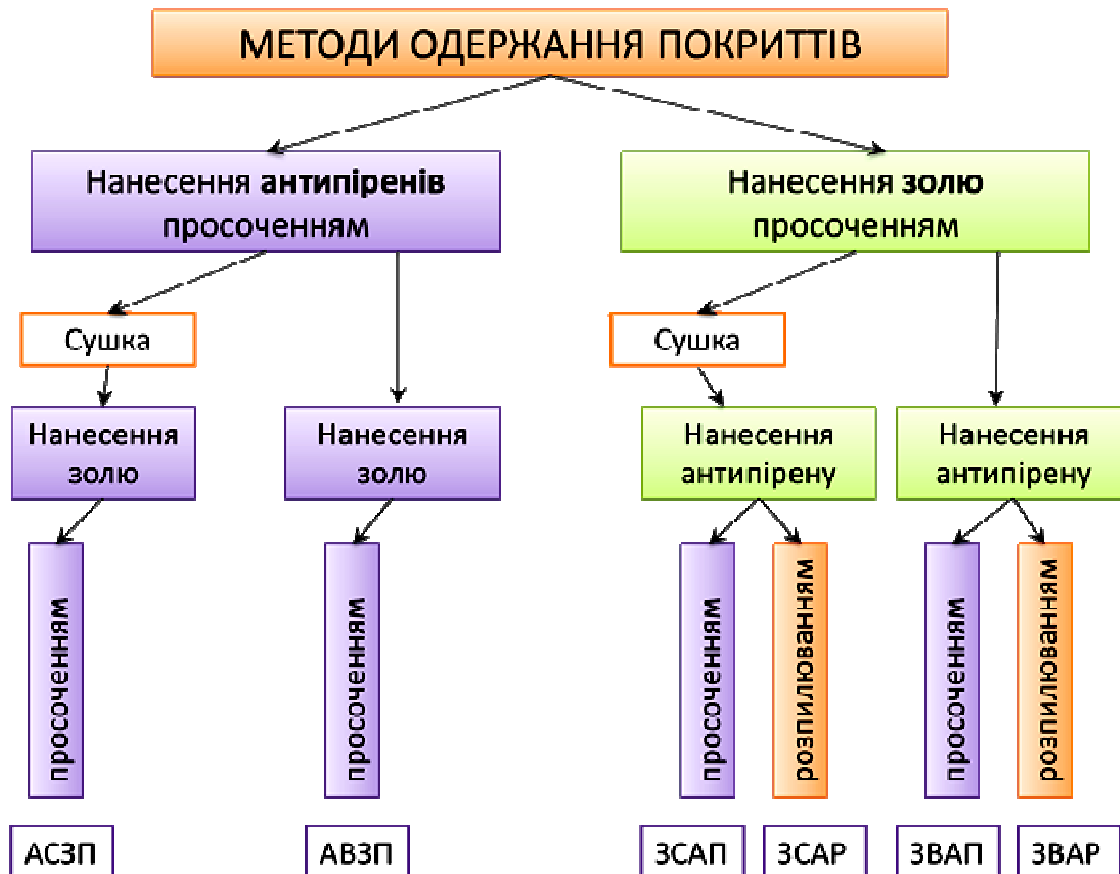 МЕТОДИ ОДЕРЖАННЯ ПОКРИТТІВ
Нанесення антипіренів
просоченням
Нанесення золю
просоченням
Сушка
Сушка
Нанесення
золю
Нанесення
золю
Нанесення
антипірену
Нанесення
антипірену
просоченням
просоченням
просоченням
розпилюванням
просоченням
розпилюванням
АСЗП
АВЗП
ЗСАП
ЗСАР
ЗВАП
ЗВАР